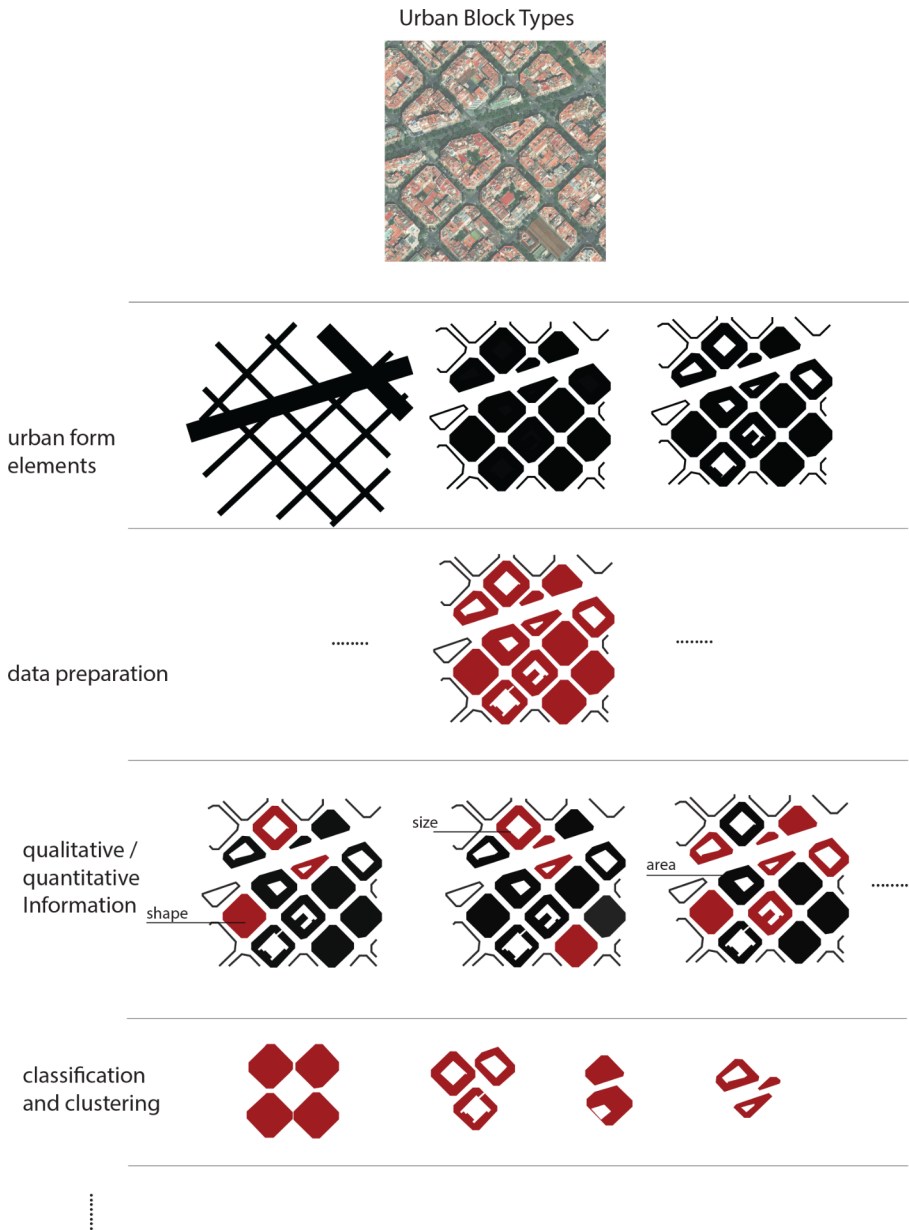 Urban Block Types
urban form
elements
........
data preparation
........
qualitative /
quantitative
Information
shape
size
area
........
classification
and clustering
........